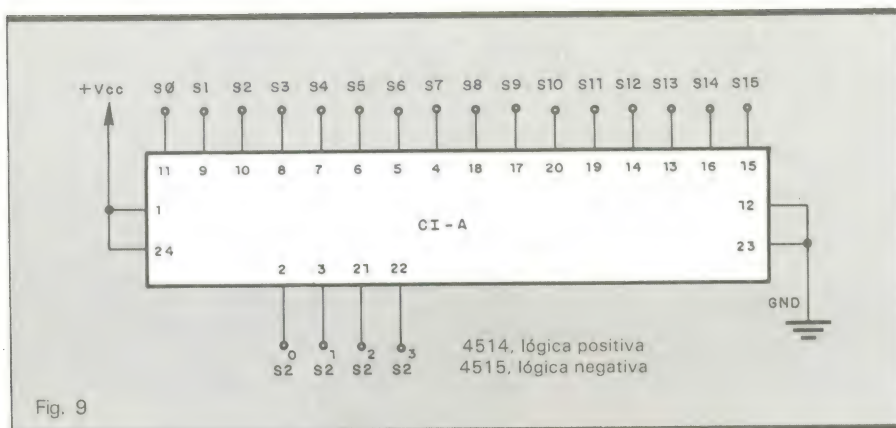 +Vcc SØ S1 S2 S3 S4 S5 S6 S7 S8 S9 S10 S11 S12 S13 S14 S15
11 9 10 8 7 6 5 4 18 17 20 19 14 13 16 15
1 12
CI-A
24 23
2 3 21 22
GND
0 1 2 3 4514, lógica positiva
S2 S2 S2 S2 4515, lógica negativa
Fig. 9